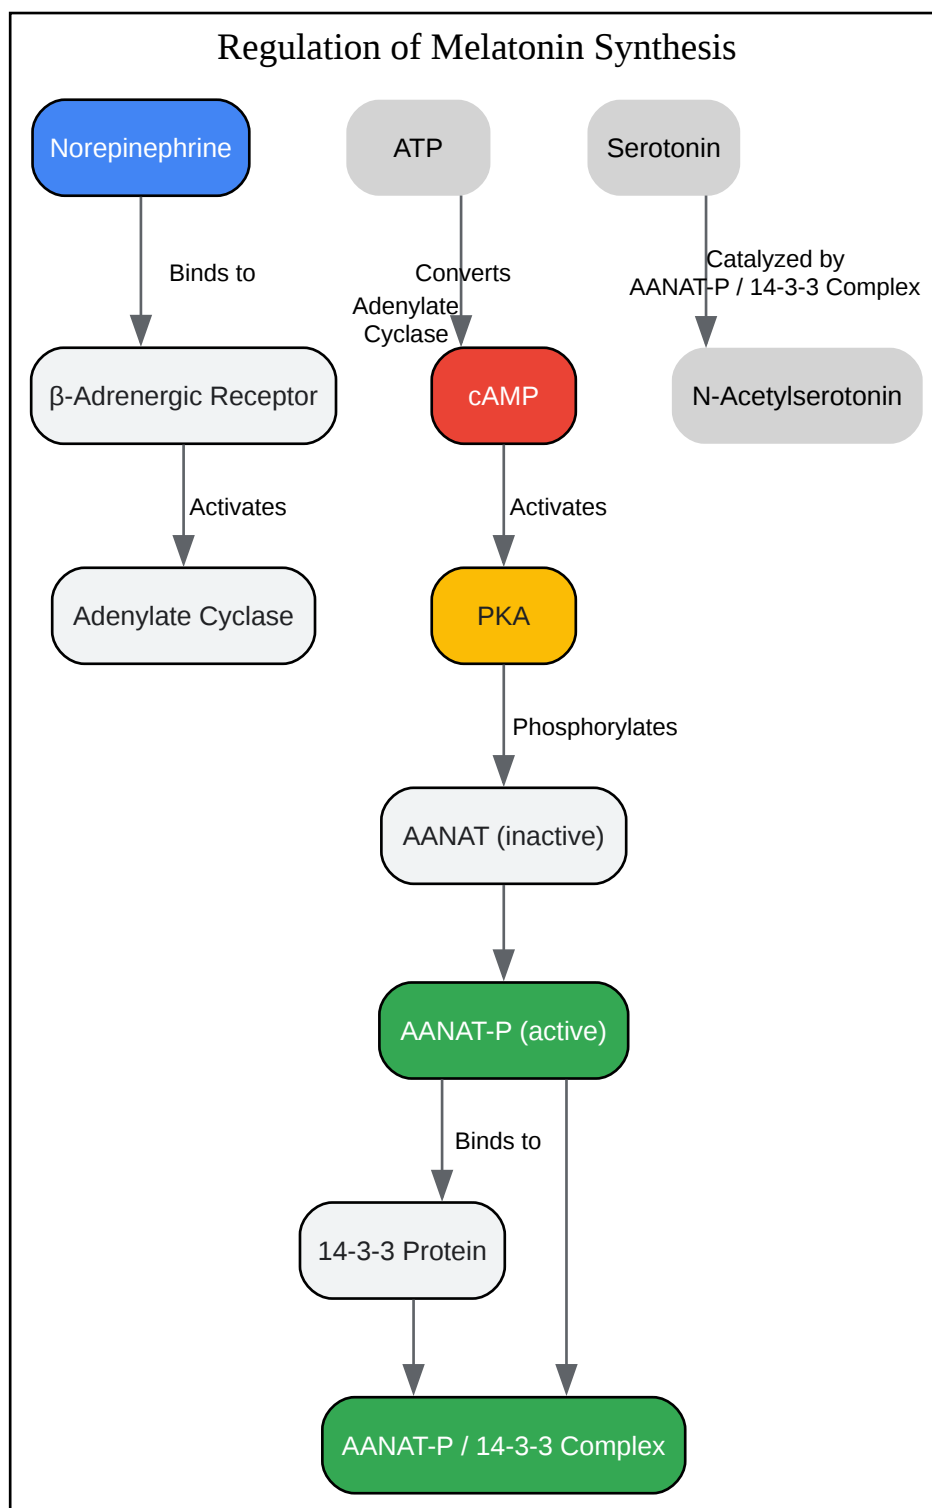 Regulation of Melatonin Synthesis
Norepinephrine
ATP
Serotonin
Binds to
Converts
Adenylate
Cyclase
Catalyzed by
AANAT-P / 14-3-3 Complex
β-Adrenergic Receptor
cAMP
N-Acetylserotonin
Activates
Activates
Adenylate Cyclase
PKA
Phosphorylates
AANAT (inactive)
AANAT-P (active)
Binds to
14-3-3 Protein
AANAT-P / 14-3-3 Complex